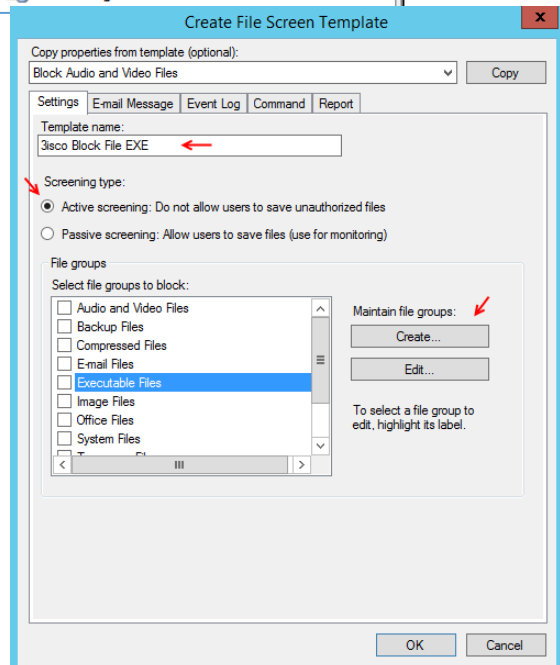 Create File Screen Template
x
Copy properties from template (optional):
Block Audio and Video Files
Copy
Settings E-mail Message Event Log Command Report
Template name:
3isco Block File EXE
Screening type:
Active screening: Do not allow users to save unauthorized files
Passive screening: Allow users to save files (use for monitoring)
File groups
Select file groups to block:
Audio and Video Files
Backup Files
Compressed Files
E-mail Files
Executable Files
Image Files
Office Files
System Files
Maintain file groups:
Create...
Edit...
To select a file group to
edit, highlight its label.
OK Cancel